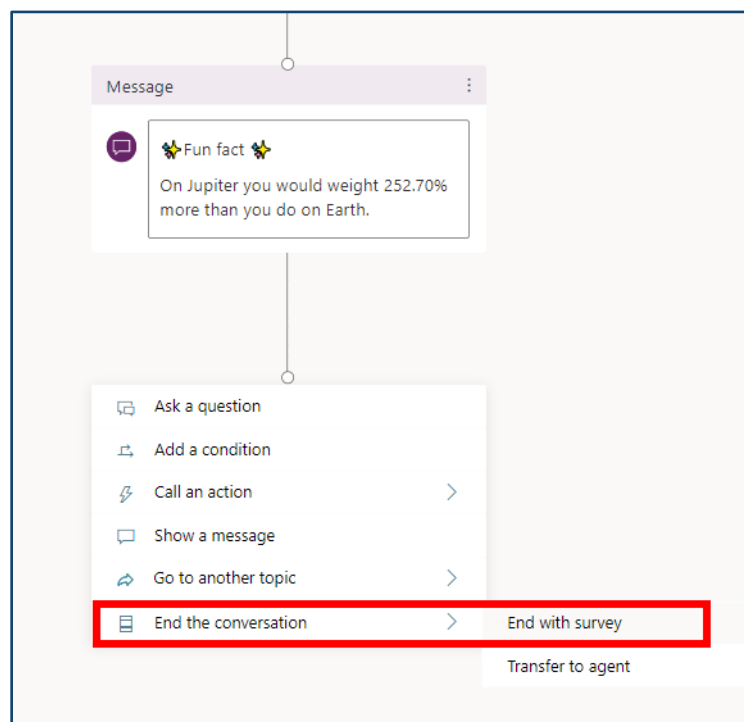 Message
✨Fun fact ✨
On Jupiter you would weight 252.70%
more than you do on Earth.
Ask a question
Add a condition
Call an action
Show a message
Go to another topic
End the conversation
End with survey
Transfer to agent